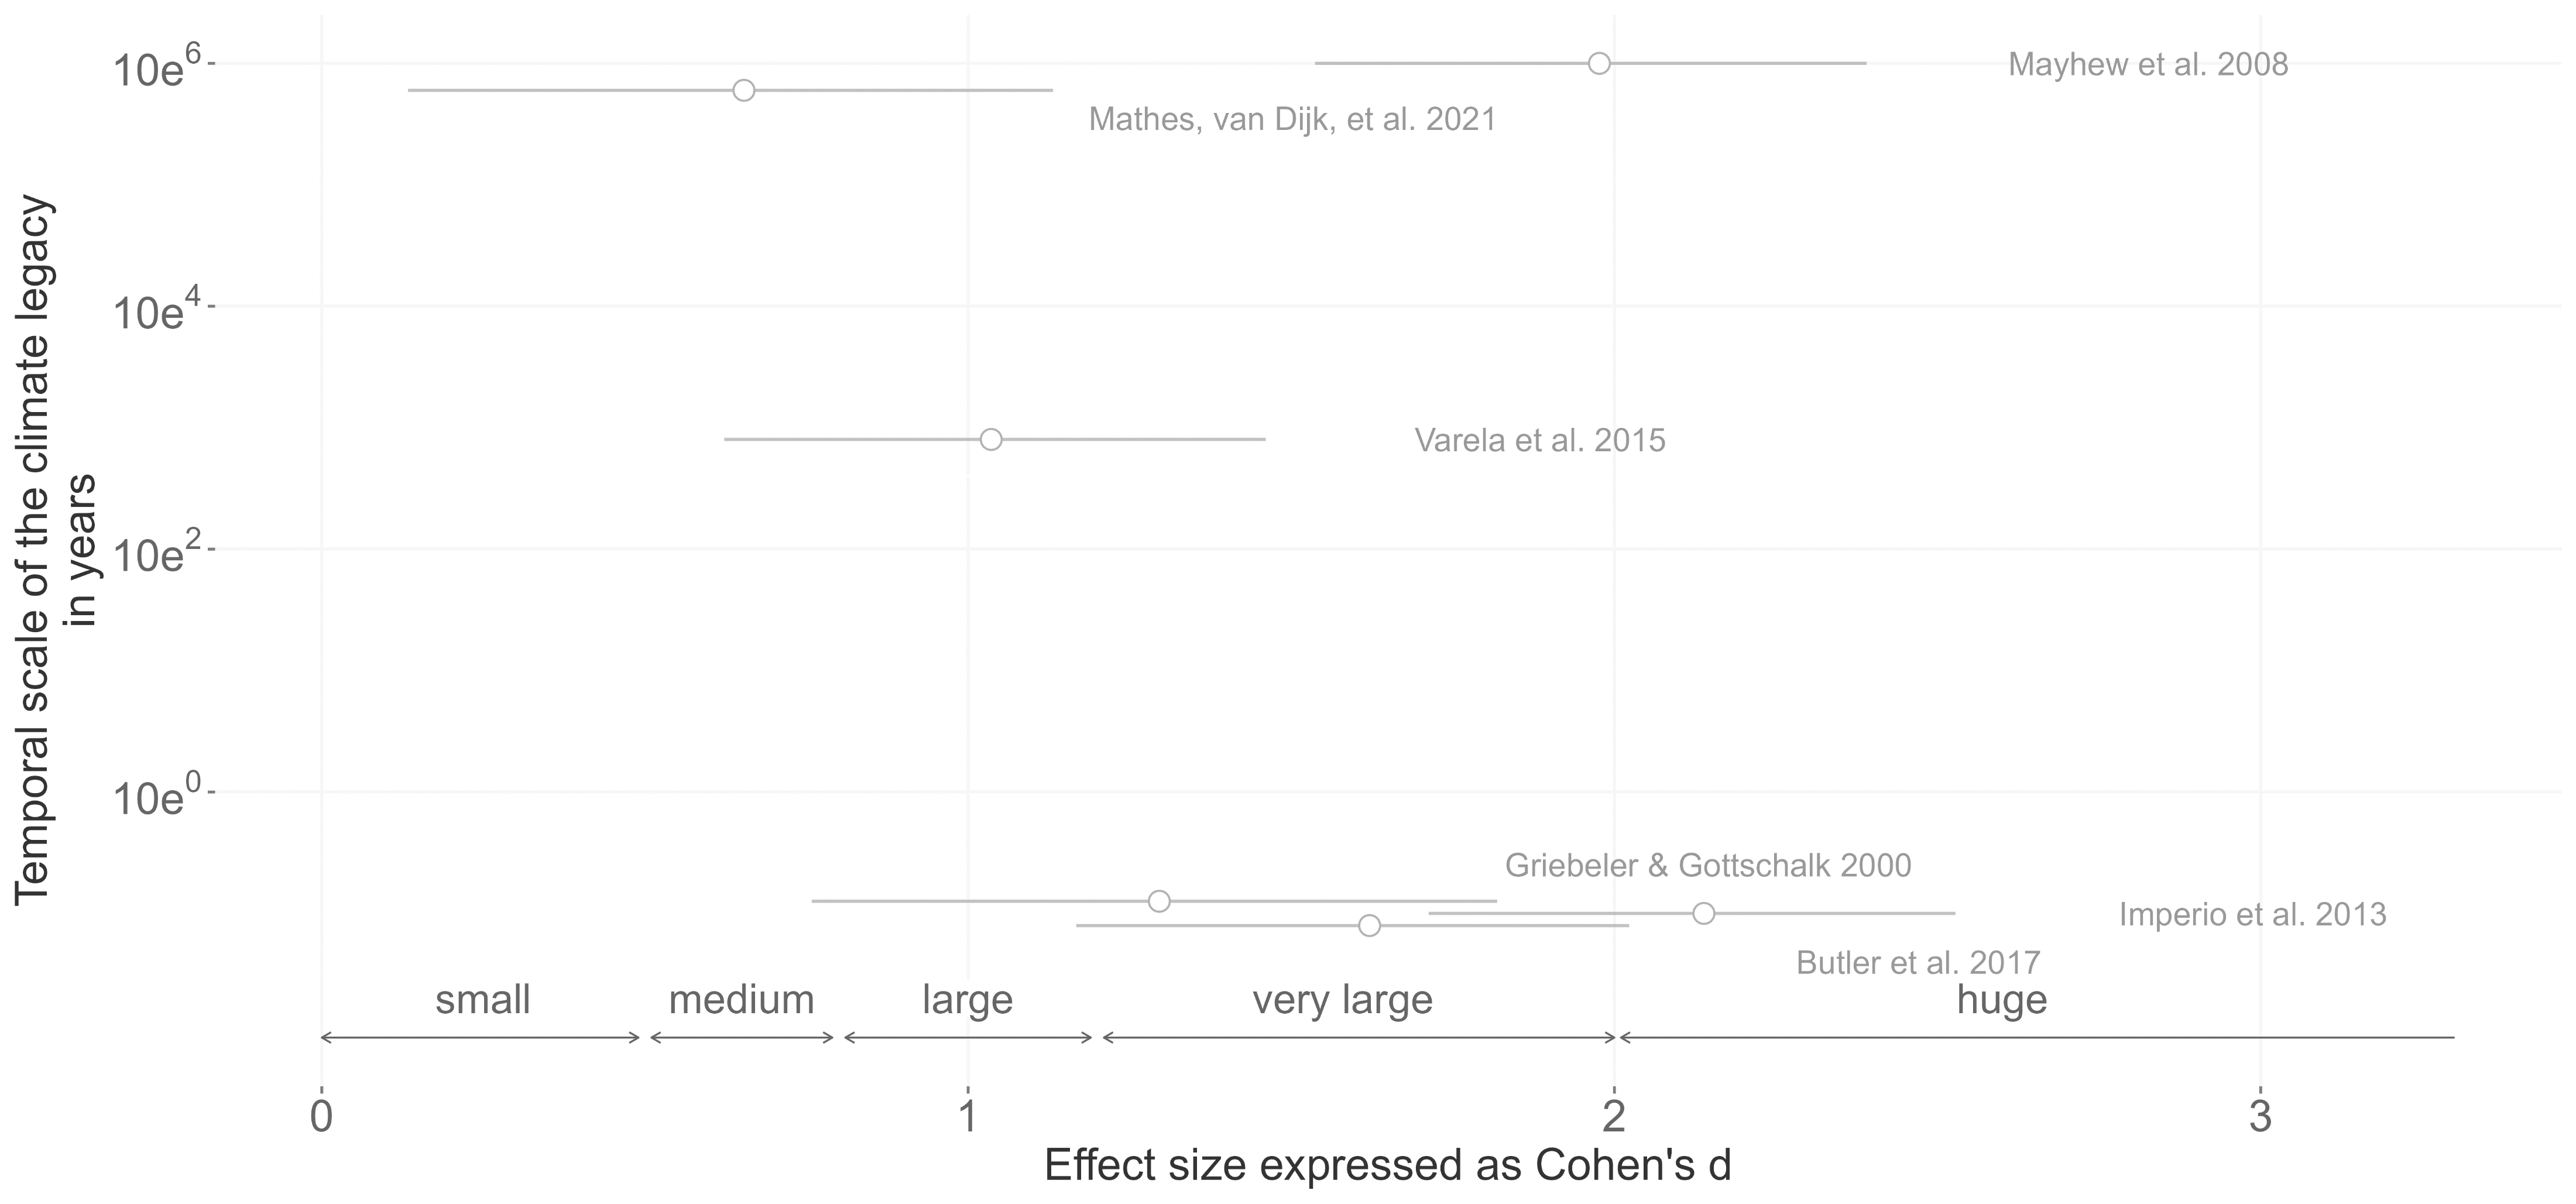 10e6
Mayhew et al. 2008
Mathes, van Dijk, et al. 2021
10e4
Varela et al. 2015
10e2
10e0
Griebeler & Gottschalk 2000
Imperio et al. 2013
Butler et al. 2017
small medium large very large huge
0 1 2 3
Effect size expressed as Cohen's d
Temporal scale of the climate legacy
in years